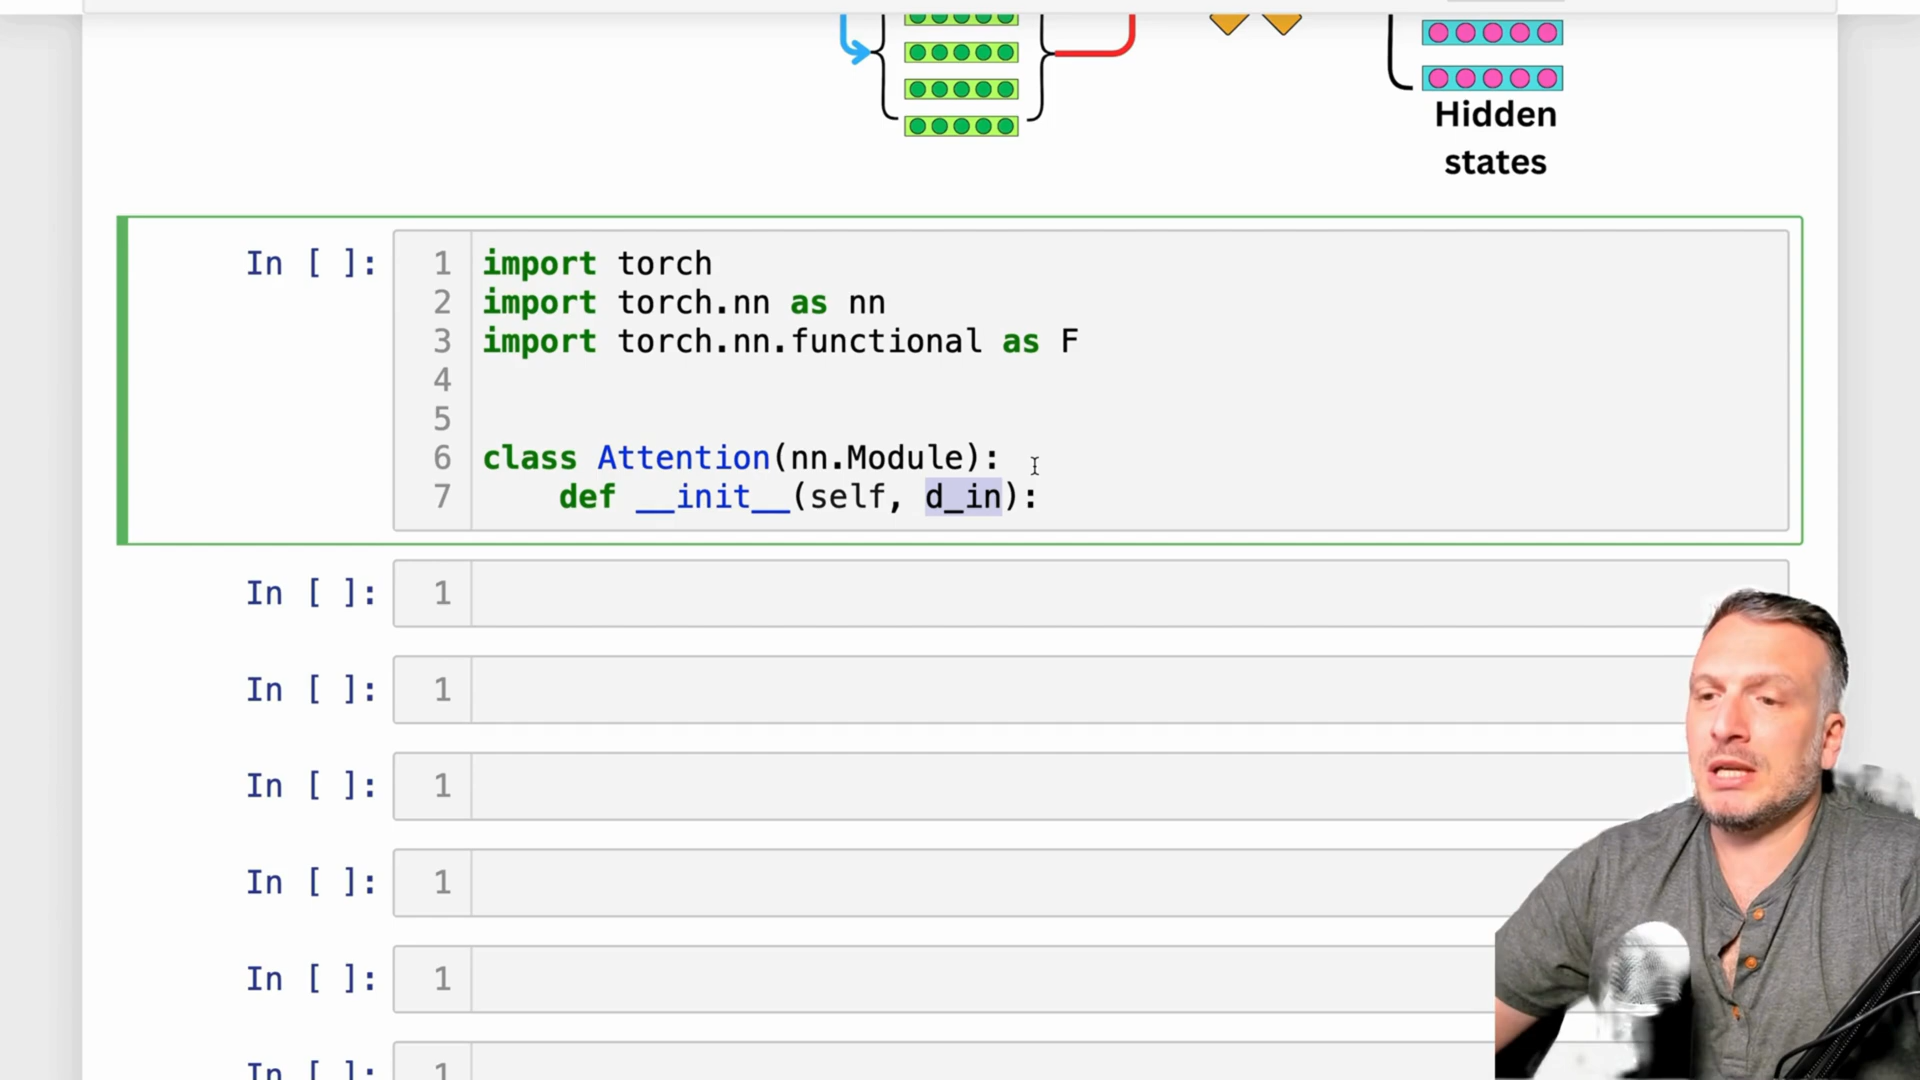 Hidden
states
In [ ]:
1 import torch
2 import torch.nn as nn
3 import torch.nn.functional as F
4
5
6 class Attention(nn.Module):
7     def __init__(self, d_in):
In [ ]: 1
In [ ]: 1
In [ ]: 1
In [ ]: 1
In [ ]: 1
In [ ]: 1